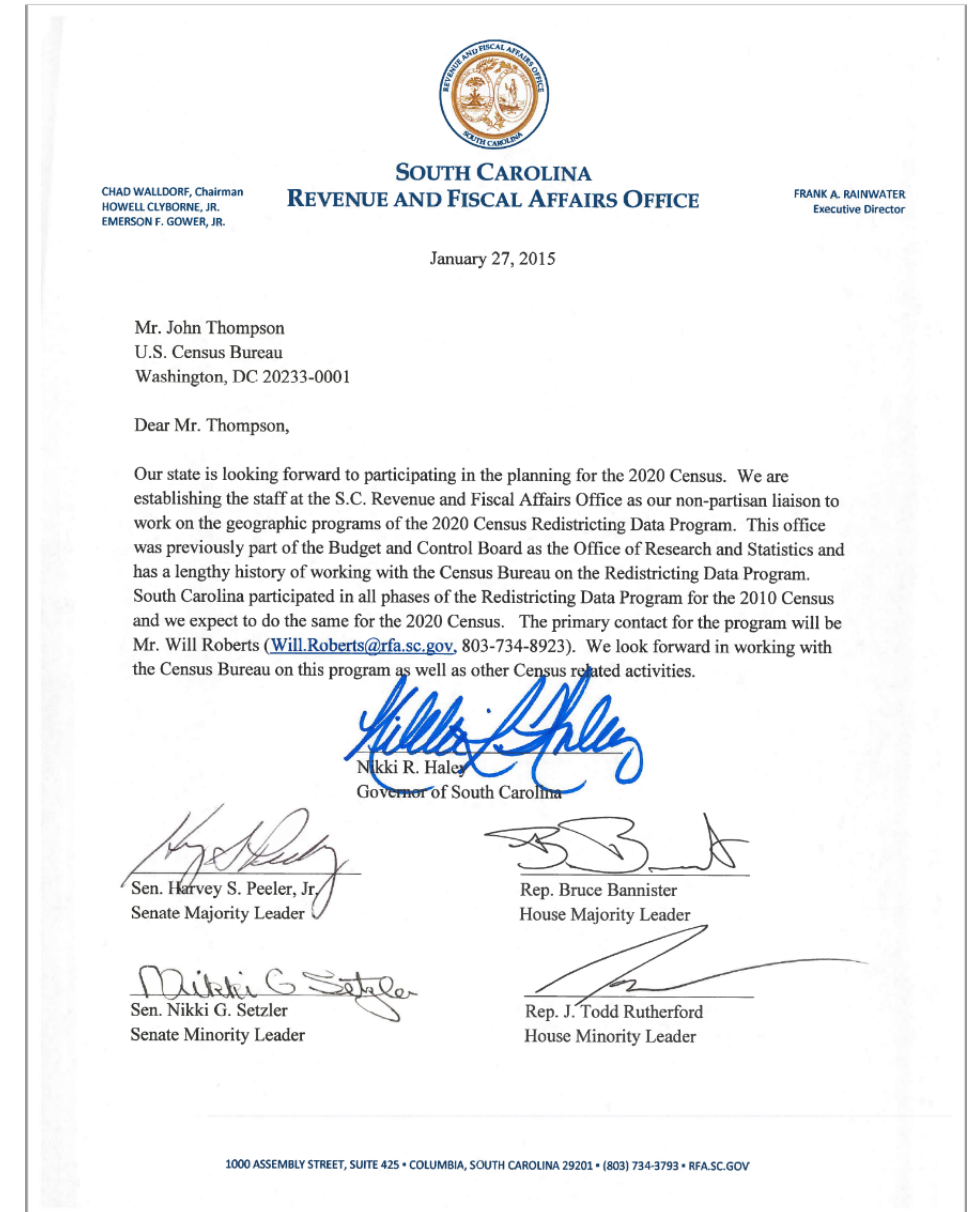 REVENUE AND FISCAL AFFAIRS OFFICE
SOUTH CAROLINA
SOUTH CAROLINA
REVENUE AND FISCAL AFFAIRS OFFICE
CHAD WALLDORF, Chairman
HOWELL CLYBORNE, JR.
EMERSON F. GOWER, JR.
FRANK A. RAINWATER
Executive Director
January 27, 2015
Mr. John Thompson
U.S. Census Bureau
Washington, DC 20233-0001
Dear Mr. Thompson,
Our state is looking forward to participating in the planning for the 2020 Census.  We are
establishing the staff at the S.C. Revenue and Fiscal Affairs Office as our non-partisan liaison to
work on the geographic programs of the 2020 Census Redistricting Data Program.  This office
was previously part of the Budget and Control Board as the Office of Research and Statistics and
has a lengthy history of working with the Census Bureau on the Redistricting Data Program.
South Carolina participated in all phases of the Redistricting Data Program for the 2010 Census
and we expect to do the same for the 2020 Census.   The primary contact for the program will be
Mr. Will Roberts (Will.Roberts@rfa.sc.gov, 803-734-8923).  We look forward in working with
the Census Bureau on this program as well as other Census related activities.
Nikki R. Haley
Governor of South Carolina
Sen. Harvey S. Peeler, Jr.
Senate Majority Leader
Rep. Bruce Bannister
House Majority Leader
Nikki G Setzler
Sen. Nikki G. Setzler
Senate Minority Leader
Rep. J. Todd Rutherford
House Minority Leader
1000 ASSEMBLY STREET, SUITE 425 • COLUMBIA, SOUTH CAROLINA 29201 • (803) 734-3793 • RFA.SC.GOV